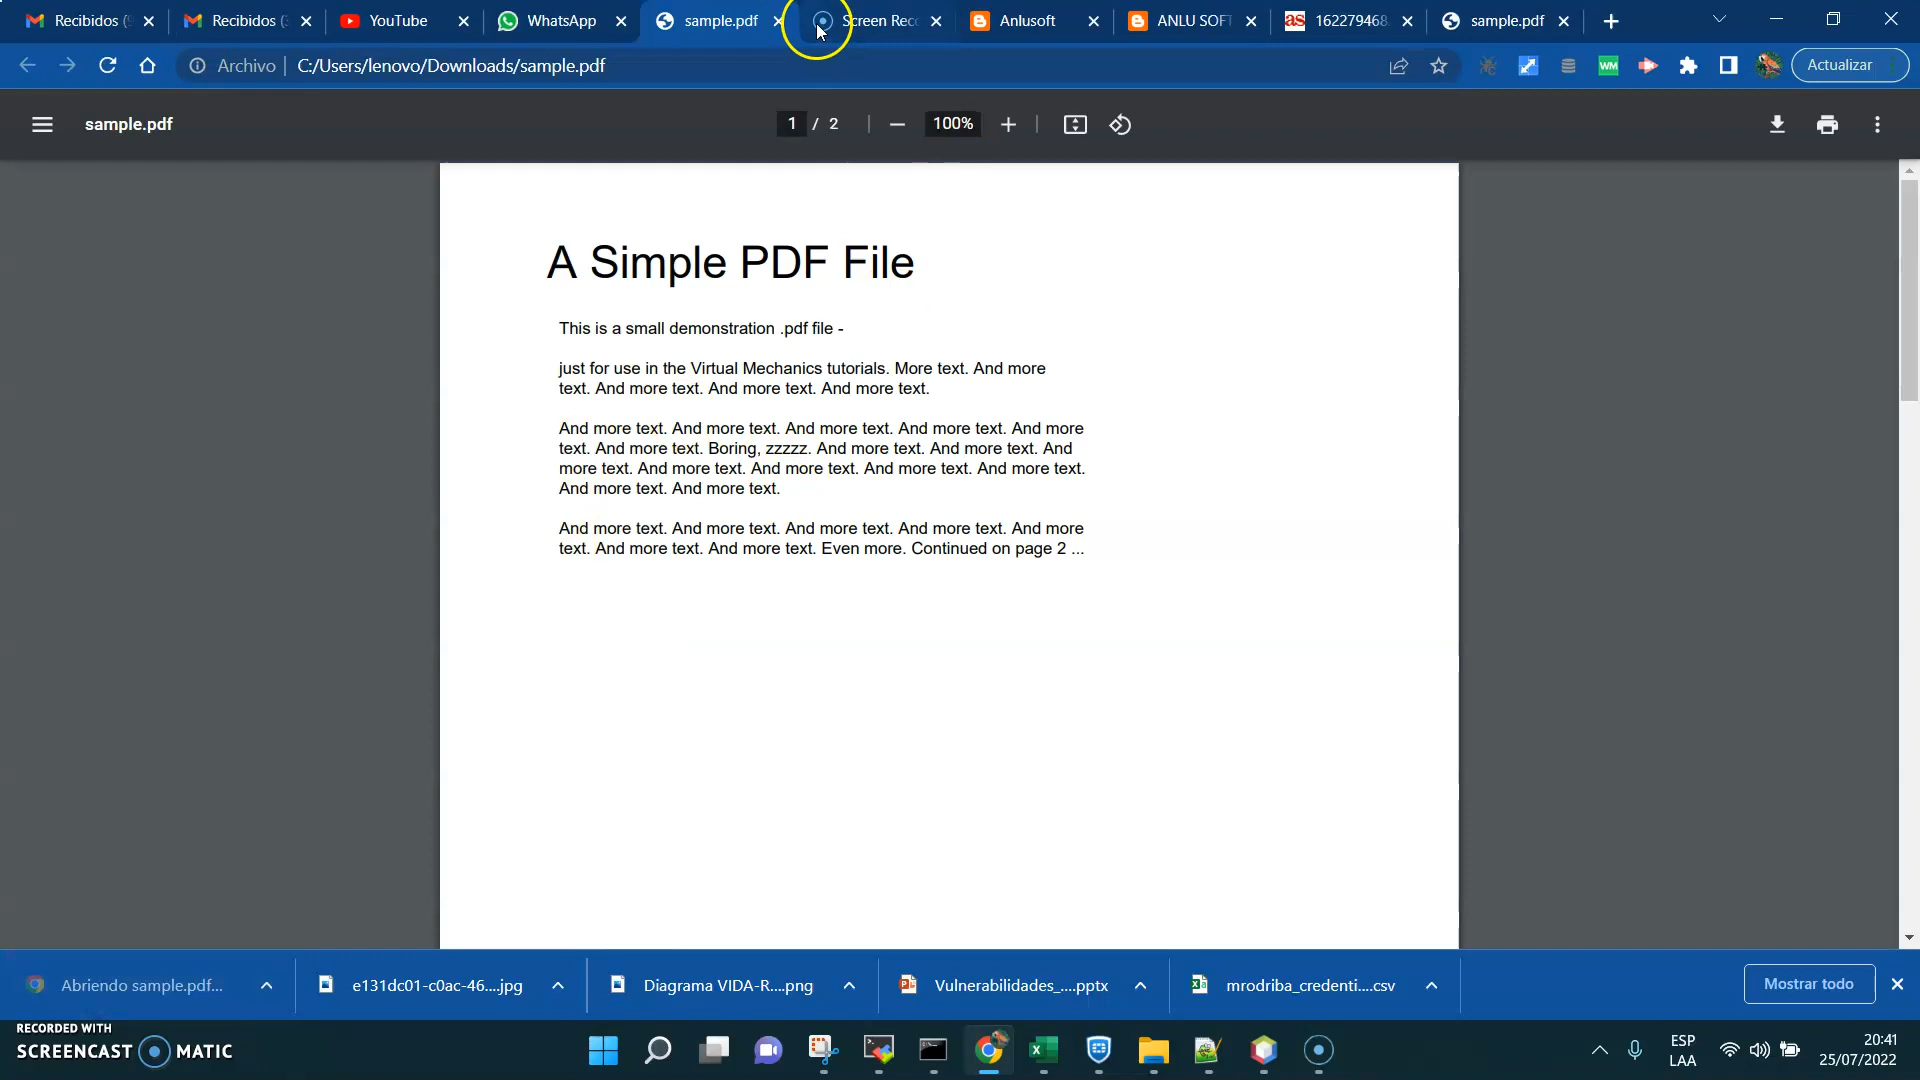 Recibidos (
Recibidos (
YouTube
WhatsApp
sample.pdf
Screen Rec
Anlusoft
ANLU SOFT
as
162279468
sample.pdf
Archivo
C:/Users/lenovo/Downloads/sample.pdf
WM
Actualizar
sample.pdf
1 / 2
100%
A Simple PDF File
This is a small demonstration .pdf file -
just for use in the Virtual Mechanics tutorials. More text. And more
text. And more text. And more text. And more text.
And more text. And more text. And more text. And more text. And more
text. And more text. Boring, zzzzz. And more text. And more text. And
more text. And more text. And more text. And more text. And more text.
And more text. And more text.
And more text. And more text. And more text. And more text. And more
text. And more text. And more text. Even more. Continued on page 2 ...
Abriendo sample.pdf...
e131dc01-c0ac-46....jpg
Diagrama VIDA-R....png
Vulnerabilidades_....pptx
mrodriba_credenti....csv
Mostrar todo
RECORDED WITH
SCREENCAST MATIC
ESP
LAA
20:41
25/07/2022